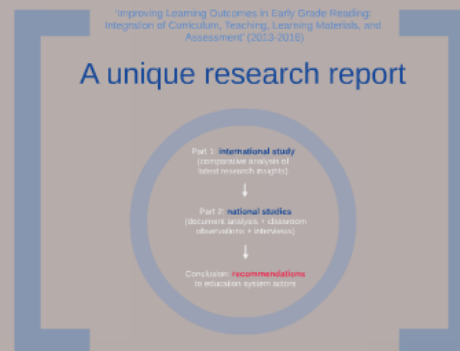 'Improving Learning Outcomes in Early Grade Reading:
Integration of Curriculum, Teaching, Learning Materials, and
Assessment' (2013-2016)
A unique research report
Part 1: international study
(comparative analysis of
latest research insights)
Part 2: national studies
(document analysis + classroom
observations + interviews)
Conclusion: recommendations
to education system actors